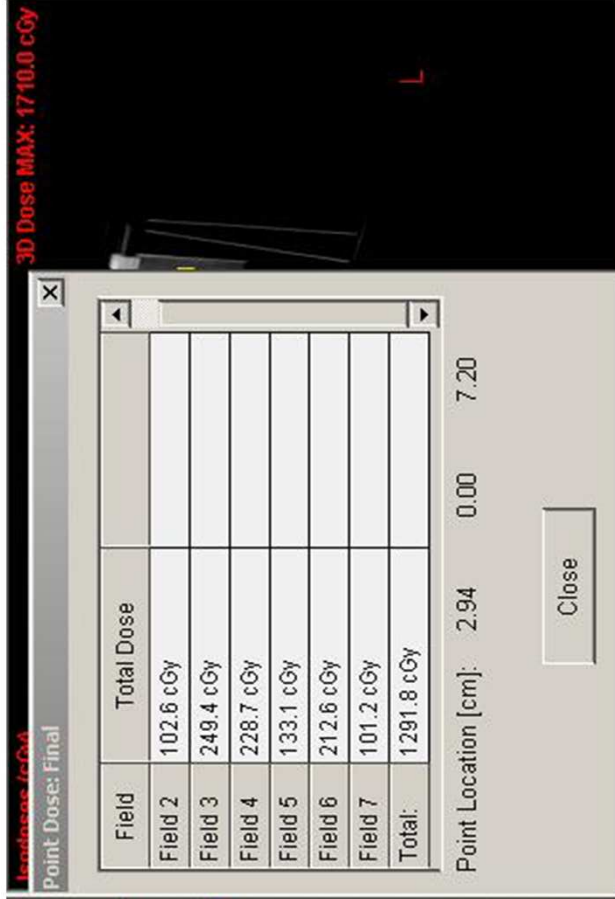 Isodoses (cGy)
3D Dose MAX: 1710.0 cGy
Point Dose: Final
Field Total Dose
Field 2 102.6 cGy
Field 3 249.4 cGy
Field 4 228.7 cGy
Field 5 133.1 cGy
Field 6 212.6 cGy
Field 7 101.2 cGy
Total: 1291.8 cGy
Point Location [cm]: 2.94 0.00 7.20
Close
L